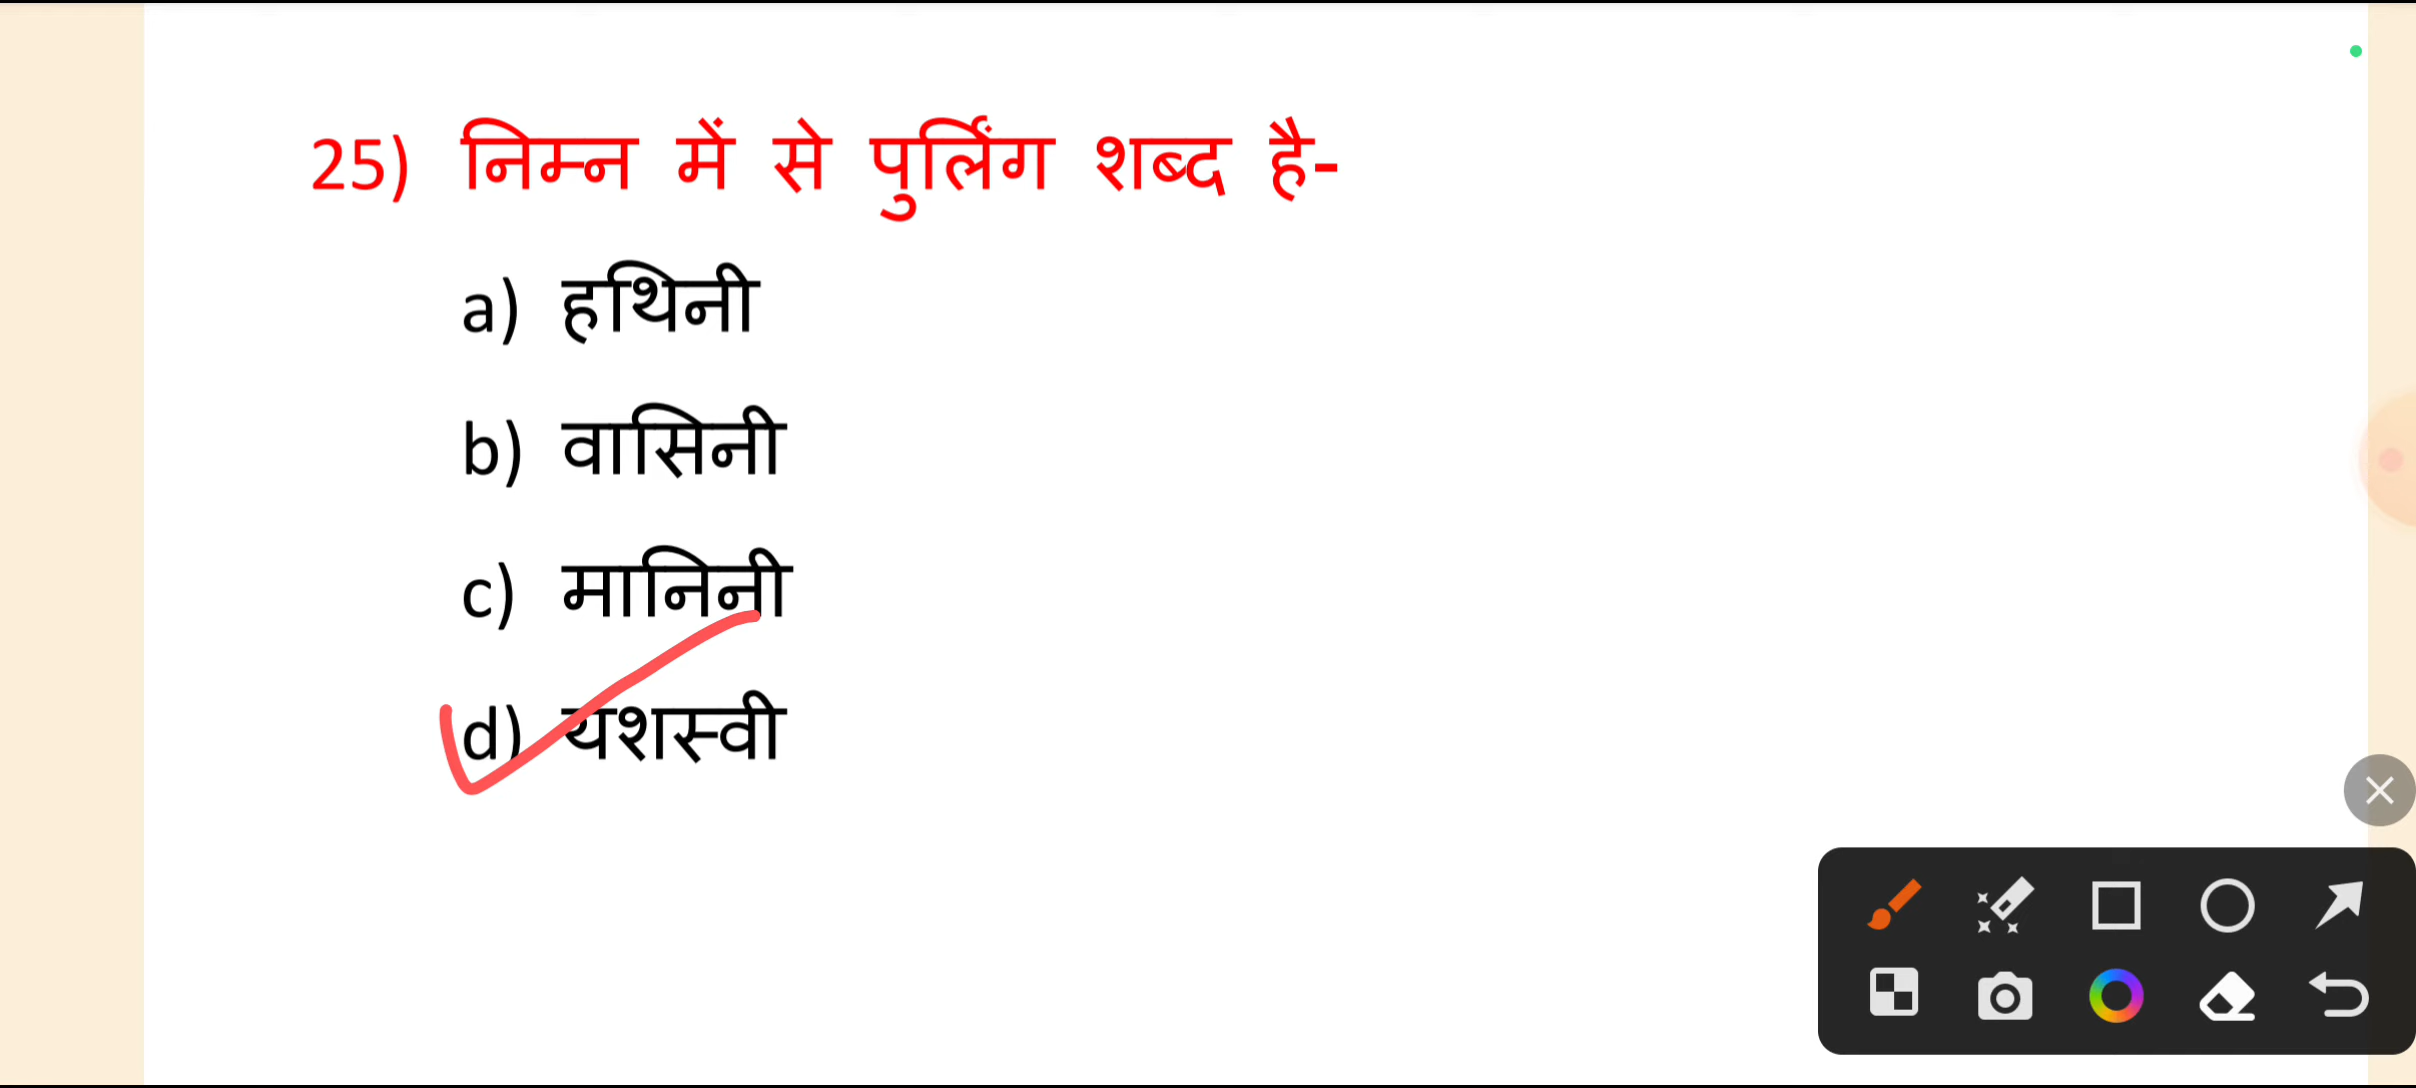 25) निम्न में से पुर्लिंग शब्द है-
a) हथिनी
b) वासिनी
c) मानिनी
d) यशस्वी